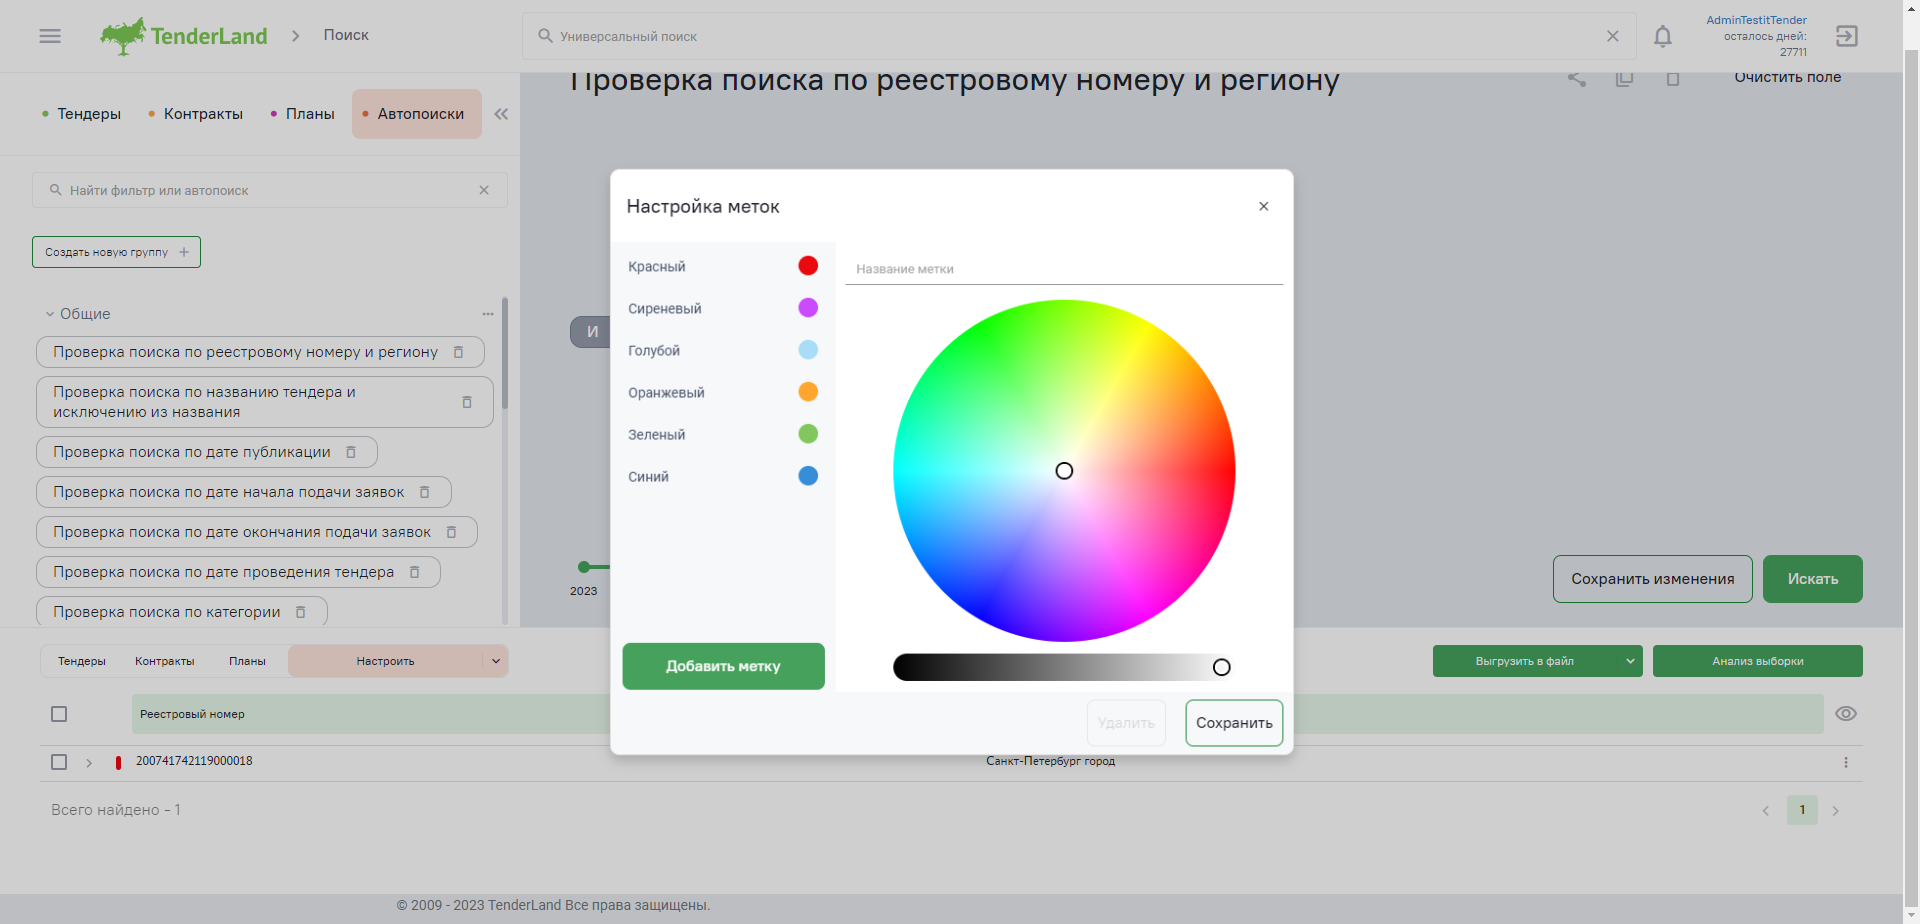 TenderLand
Поиск
Универсальный поиск
AdminTestitTender
осталось дней:
27711
Тендеры
Контракты
Планы
Автопоиски
Проверка поиска по реестровому номеру и региону
Очистить поле
Найти фильтр или автопоиск
Создать новую группу
Общие
Проверка поиска по реестровому номеру и региону
Проверка поиска по названию тендера и
исключению из названия
Проверка поиска по дате публикации
Проверка поиска по дате начала подачи заявок
Проверка поиска по дате окончания подачи заявок
Проверка поиска по дате проведения тендера
Проверка поиска по категории
И
2023
Сохранить изменения
Искать
Настройка меток
Красный
Сиреневый
Голубой
Оранжевый
Зеленый
Синий
Название метки
Добавить метку
Удалить
Сохранить
Тендеры
Контракты
Планы
Настроить
Выгрузить в файл
Анализ выборки
Реестровый номер
200741742119000018
Санкт-Петербург город
Всего найдено - 1
1
© 2009 - 2023 TenderLand Все права защищены.